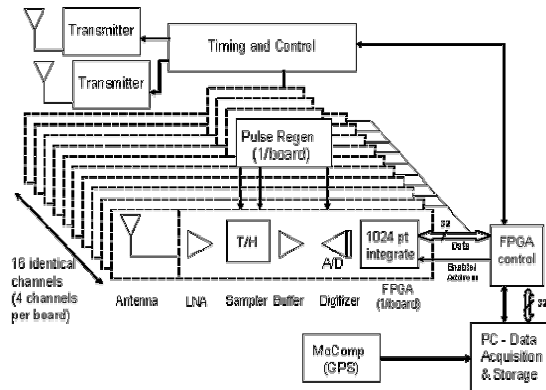 Transmitter
Timing and Control
Transmitter
Pulse Regen
(1/board)
T/H
1024 pt
integrate
32
Data
FPGA
control
A/D
Enable/
Address
16 identical
channels
(4 channels
per board)
Antenna
LNA
Sampler
Buffer
Digitizer
FPGA
(1/board)
32
MoComp
(GPS)
PC - Data
Acquisition
& Storage